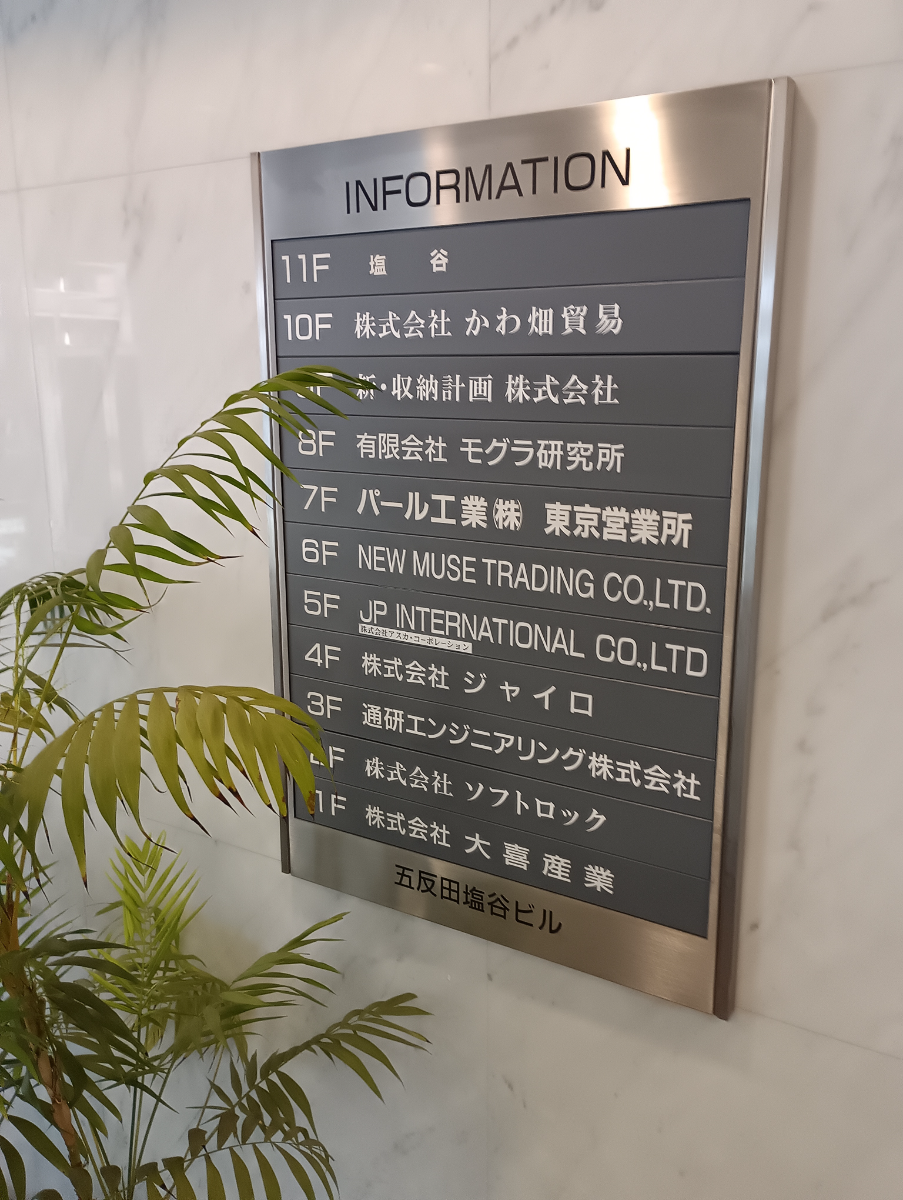 INFORMATION
11F 塩 谷
10F 株式会社 かわ畑貿易
新・収納計画 株式会社
8F 有限会社 モグラ研究所
7F パール工業㈱ 東京営業所
6F NEW MUSE TRADING CO.,LTD.
5F JP INTERNATIONAL CO.,LTD
株式会社アスカ・コーポレーション
4F 株式会社 ジャイロ
3F 通研エンジニアリング株式会社
2F 株式会社 ソフトロック
1F 株式会社 大喜産業
五反田塩谷ビル